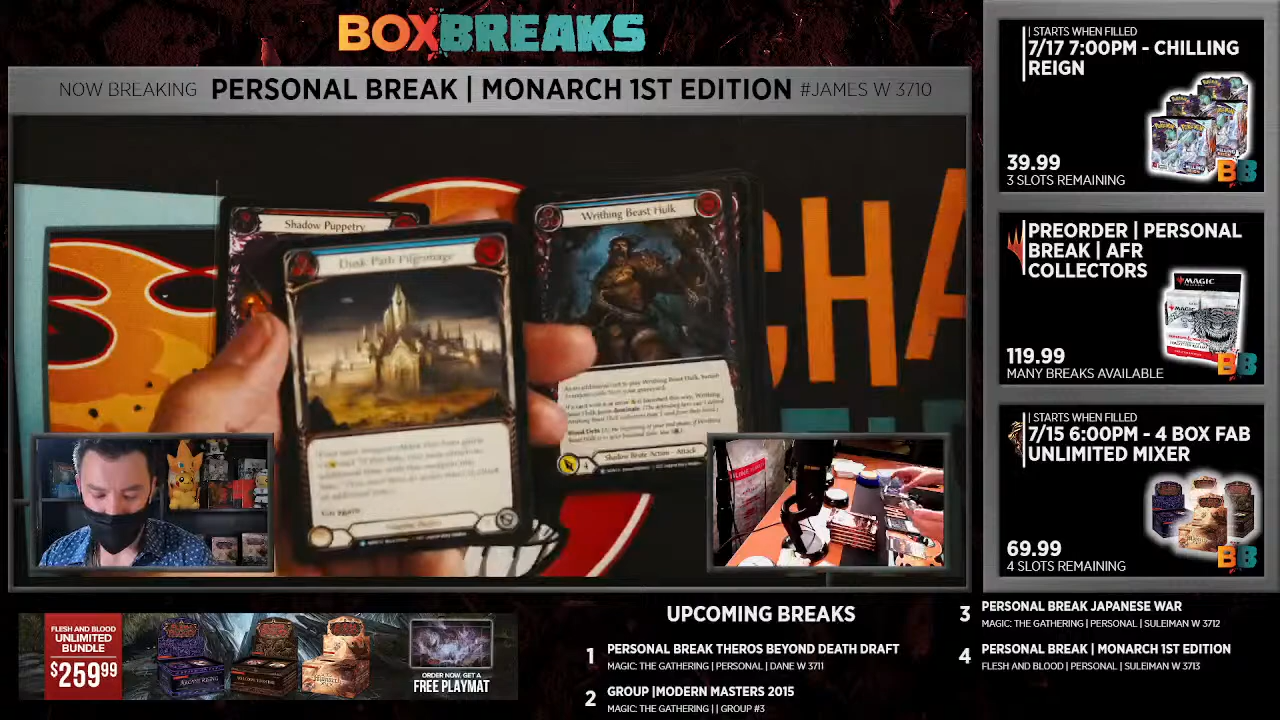 BOXBREAKS
NOW BREAKING PERSONAL BREAK | MONARCH 1ST EDITION #JAMES W 3710
CHA
Shadow Puppetry
Writhing Beast Hulk
Dusk Path Pilgrimage
4
Shadow Brute Action - Attack
STARTS WHEN FILLED
7/17 7:00PM - CHILLING
REIGN
39.99
3 SLOTS REMAINING
BB
PREORDER | PERSONAL
BREAK | AFR
COLLECTORS
MAGIC
119.99
MANY BREAKS AVAILABLE
BB
STARTS WHEN FILLED
7/15 6:00PM - 4 BOX FAB
UNLIMITED MIXER
69.99
4 SLOTS REMAINING
BB
FLESH AND BLOOD
UNLIMITED
BUNDLE
$259.99
ORDER NOW, GET A
FREE PLAYMAT
UPCOMING BREAKS
1 PERSONAL BREAK THEROS BEYOND DEATH DRAFT
MAGIC: THE GATHERING | PERSONAL | DANE W 3711
2 GROUP |MODERN MASTERS 2015
MAGIC: THE GATHERING | | GROUP #3
3 PERSONAL BREAK JAPANESE WAR
MAGIC: THE GATHERING | PERSONAL | SULEIMAN W 3712
4 PERSONAL BREAK | MONARCH 1ST EDITION
FLESH AND BLOOD | PERSONAL | SULEIMAN W 3713